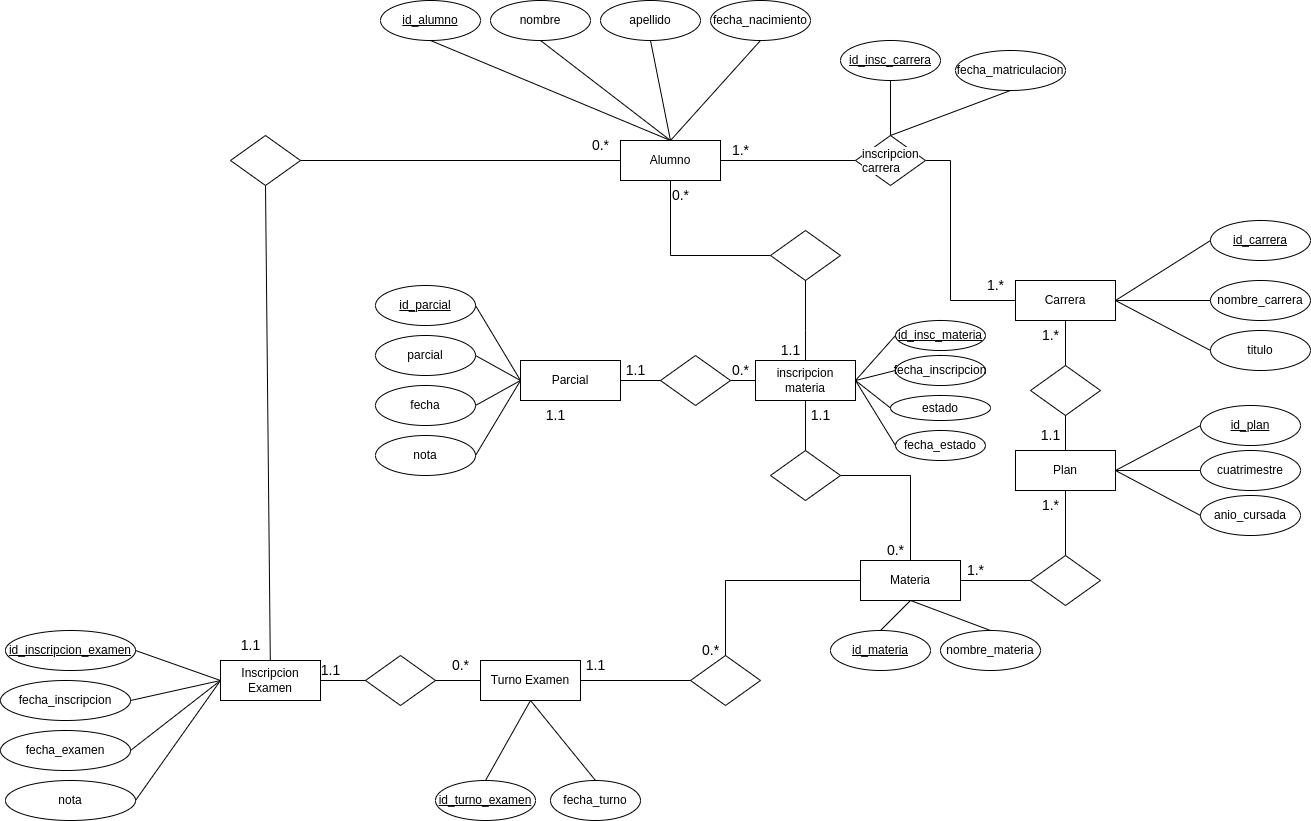 id_alumno
nombre
apellido
fecha_nacimiento
id_insc_carrera
fecha_matriculacion
0.*
Alumno
1.*
inscripcion
carrera
0.*
id_carrera
1.*
Carrera
nombre_carrera
titulo
1.*
id_parcial
parcial
fecha
nota
Parcial
1.1
1.1
0.*
1.1
inscripcion
materia
1.1
id_insc_materia
fecha_inscripcion
estado
fecha_estado
1.1
Plan
id_plan
cuatrimestre
anio_cursada
1.*
0.*
Materia
1.*
id_materia
nombre_materia
1.1
id_inscripcion_examen
fecha_inscripcion
fecha_examen
nota
Inscripcion
Examen
1.1
0.*
Turno Examen
1.1
0.*
id_turno_examen
fecha_turno